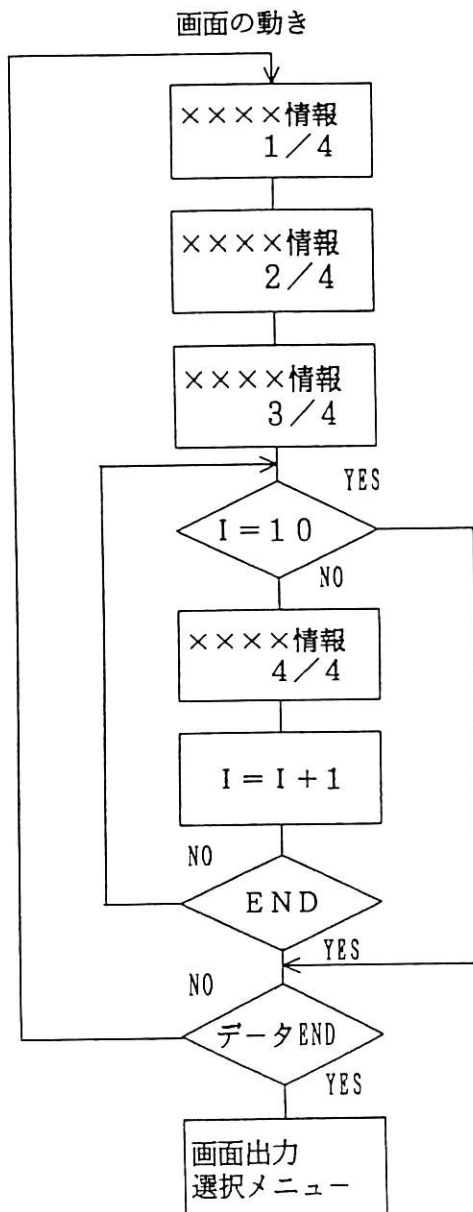 画面の動き
××××情報
1／4
××××情報
2／4
××××情報
3／4
YES
I＝10
NO
××××情報
4／4
I＝I＋1
NO
END
YES
NO
データEND
YES
画面出力
選択メニュー